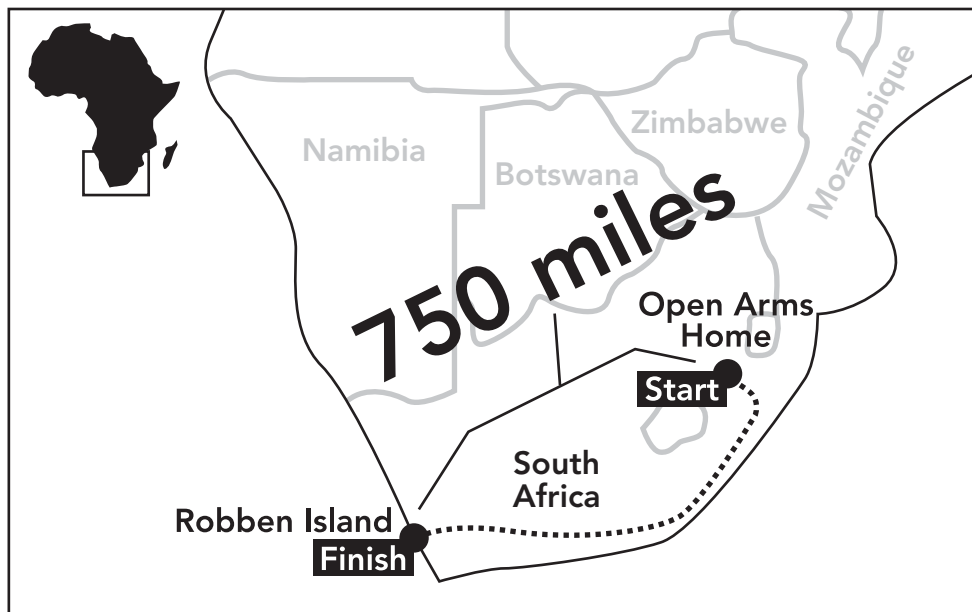 Namibia
Botswana
Zimbabwe
Mozambique
750 miles
Open Arms
Home
Start
South
Africa
Robben Island
Finish